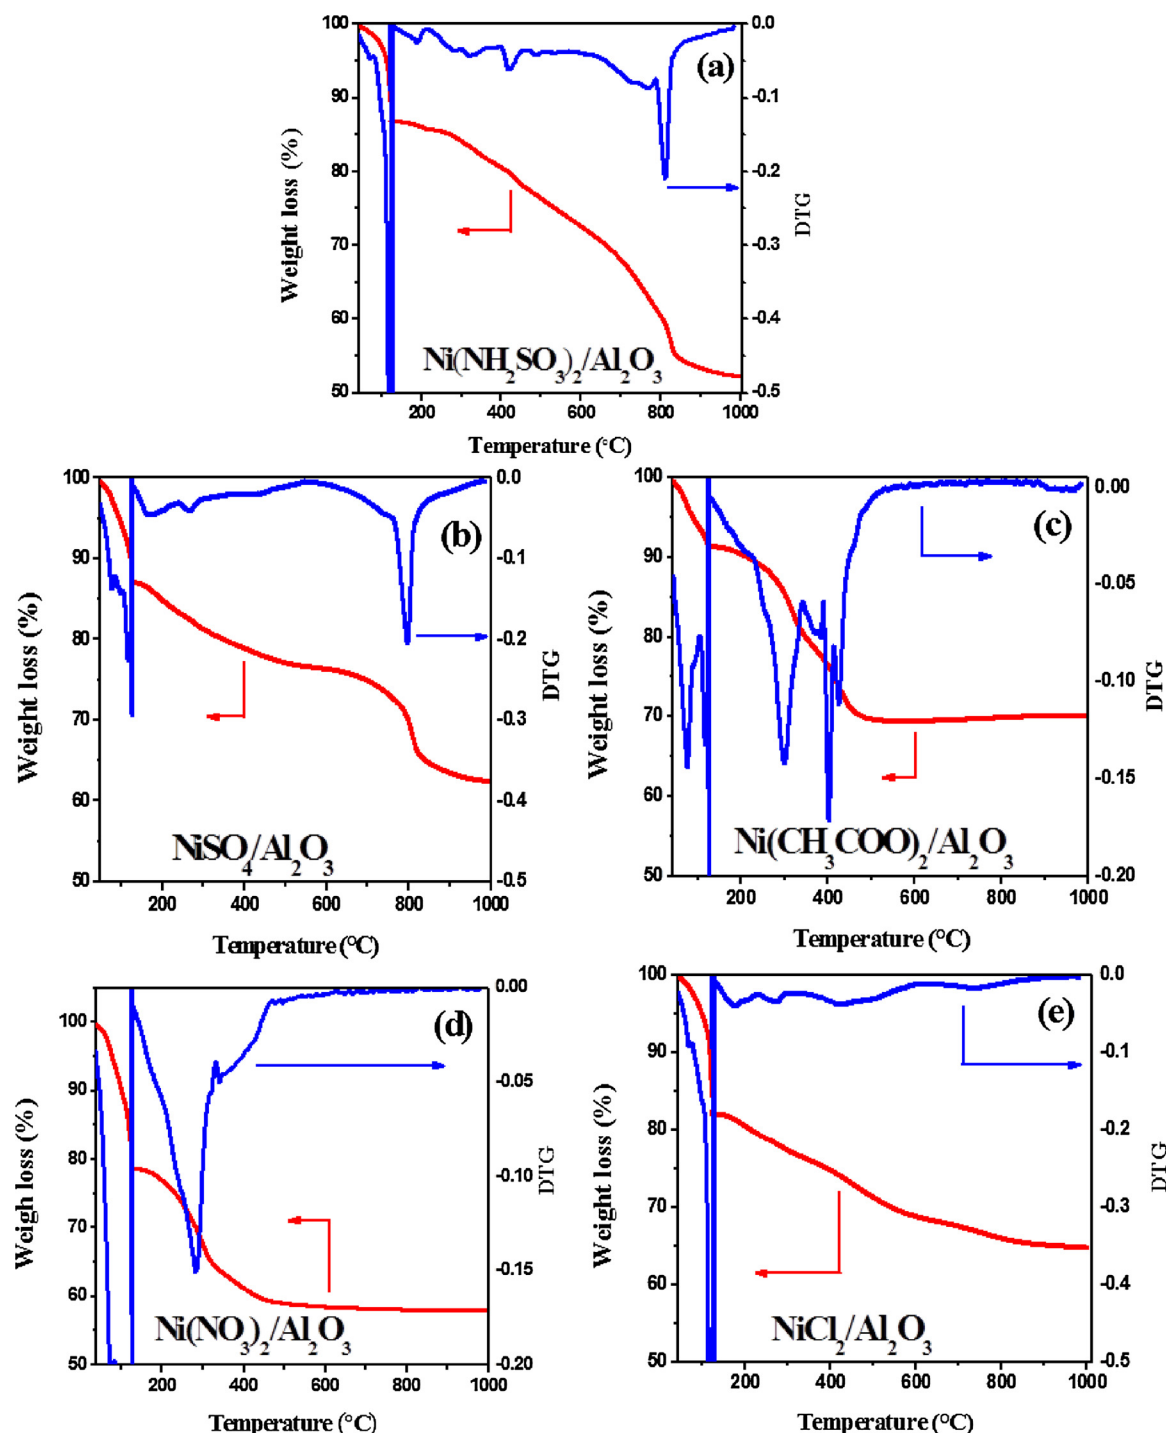 (a)
Weight loss (%)
100
90
80
70
60
50
0.0
-0.1
-0.2
-0.3
-0.4
-0.5
DTG
Ni(NH₂SO₃)₂/Al₂O₃
200 400 600 800 1000
Temperature (°C)
(b)
Weight loss (%)
100
90
80
70
60
50
0.0
-0.1
-0.2
-0.3
-0.4
-0.5
DTG
NiSO₄/Al₂O₃
200 400 600 800 1000
Temperature (°C)
(c)
Weight loss (%)
100
90
80
70
60
50
0.00
-0.05
-0.10
-0.15
-0.20
DTG
Ni(CH₃COO)₂/Al₂O₃
200 400 600 800 1000
Temperature (°C)
(d)
Weigh loss (%)
100
90
80
70
60
50
0.00
-0.05
-0.10
-0.15
-0.20
DTG
Ni(NO₃)₂/Al₂O₃
200 400 600 800 1000
Temperature (°C)
(e)
Weight loss (%)
100
90
80
70
60
50
0.0
-0.1
-0.2
-0.3
-0.4
-0.5
DTG
NiCl₂/Al₂O₃
200 400 600 800 1000
Temperature (°C)